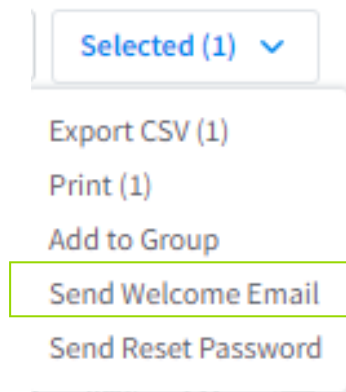 Selected (1)
Export CSV (1)
Print (1)
Add to Group
Send Welcome Email
Send Reset Password